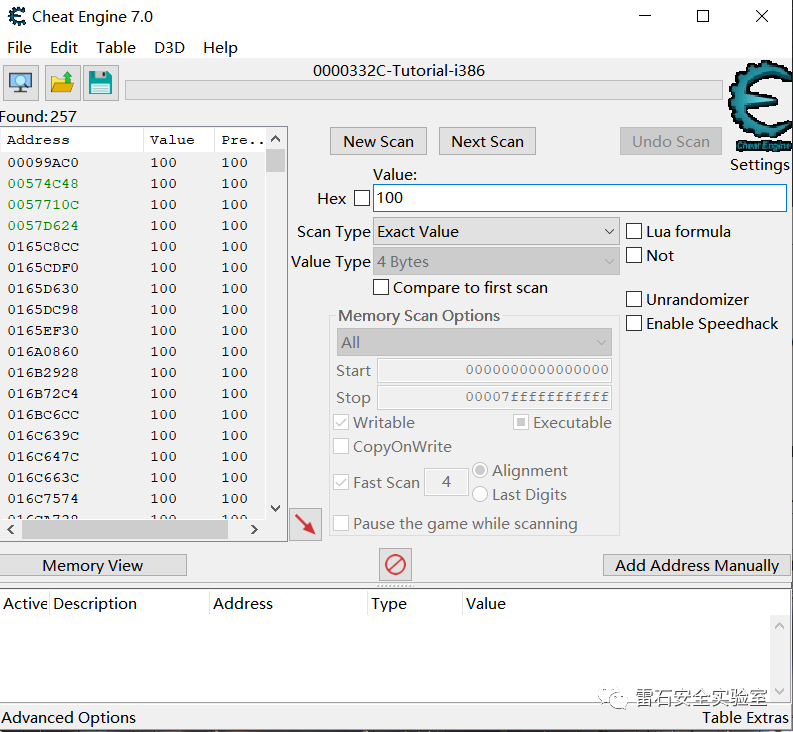 Cheat Engine 7.0
File Edit Table D3D Help
0000332C-Tutorial-i386
Found:257
Cheat Engine
Settings
Address Value Pre..
00099AC0 100 100
00574C48 100 100
0057710C 100 100
0057D624 100 100
0165C8CC 100 100
0165CDF0 100 100
0165D630 100 100
0165DC98 100 100
0165EF30 100 100
016A0860 100 100
016B2928 100 100
016B72C4 100 100
016BC6CC 100 100
016C639C 100 100
016C647C 100 100
016C663C 100 100
016C7574 100 100
016CA738 100 100
New Scan Next Scan Undo Scan
Value:
Hex 100
Scan Type Exact Value
Lua formula
Value Type 4 Bytes
Not
Compare to first scan
Unrandomizer
Enable Speedhack
Memory Scan Options
All
Start 0000000000000000
Stop 00007fffffffffff
Writable Executable
CopyOnWrite
Fast Scan 4 Alignment
Last Digits
Pause the game while scanning
Memory View Add Address Manually
Active Description Address Type Value
雷石安全实验室
Advanced Options Table Extras